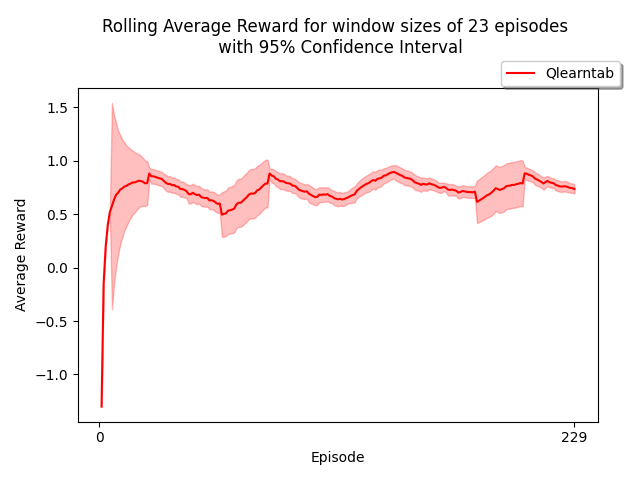 Rolling Average Reward for window sizes of 23 episodes
with 95% Confidence Interval
Qlearntab
1.5
1.0
0.5
0.0
−0.5
−1.0
Average Reward
0
229
Episode